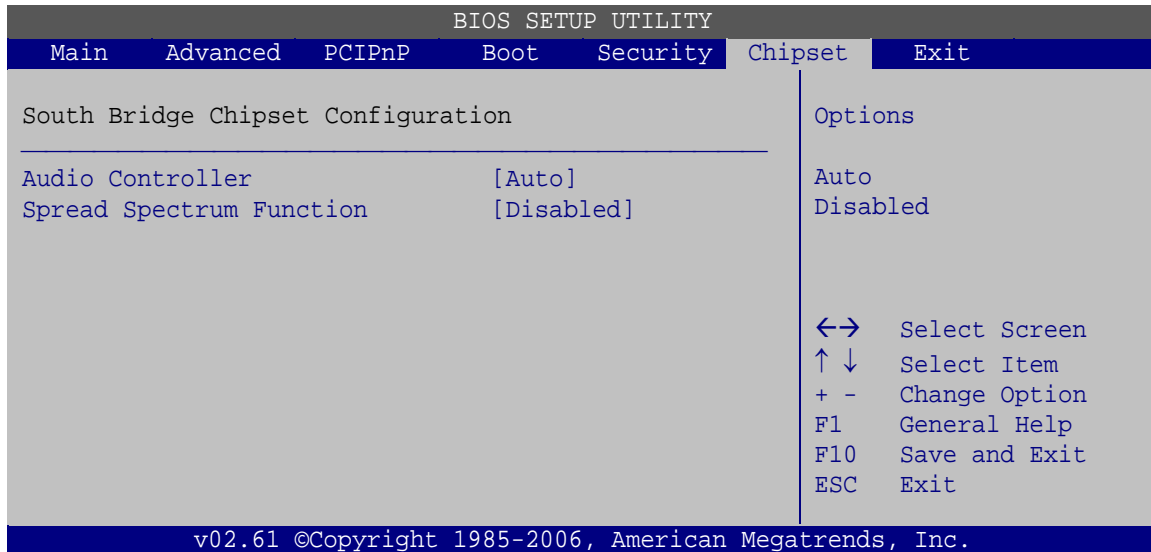 BIOS SETUP UTILITY
Main Advanced PCIPnP Boot Security Chipset Exit
South Bridge Chipset Configuration
Audio Controller [Auto]
Spread Spectrum Function [Disabled]
Options
Auto
Disabled
←→ Select Screen
↑ ↓ Select Item
+ - Change Option
F1 General Help
F10 Save and Exit
ESC Exit
v02.61 ©Copyright 1985-2006, American Megatrends, Inc.